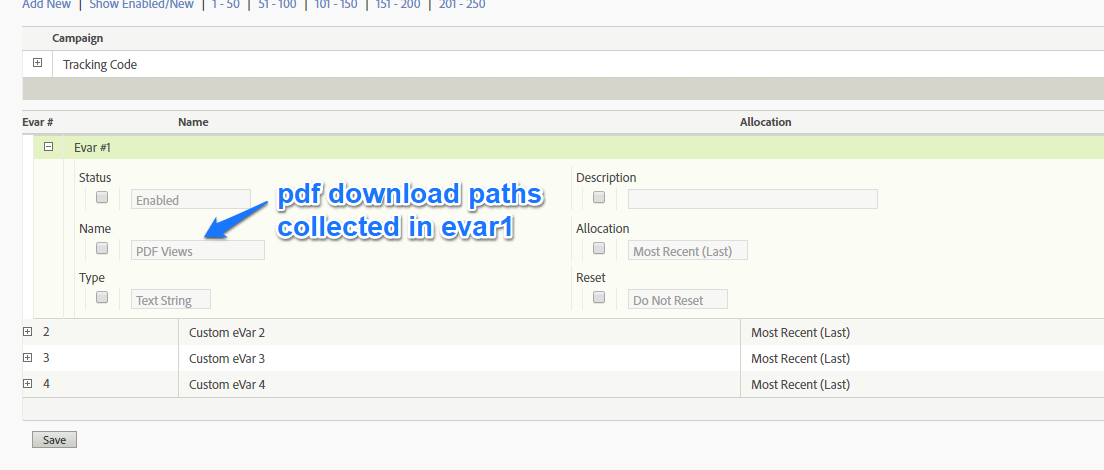 Add New | Show Enabled/New | 1 - 50 | 51 - 100 | 101 - 150 | 151 - 200 | 201 - 250
Campaign
Tracking Code
Evar # Name Allocation
Evar #1
Status Description
Enabled
pdf download paths
collected in evar1
Name Allocation
PDF Views Most Recent (Last)
Type Reset
Text String Do Not Reset
2 Custom eVar 2 Most Recent (Last)
3 Custom eVar 3 Most Recent (Last)
4 Custom eVar 4 Most Recent (Last)
Save